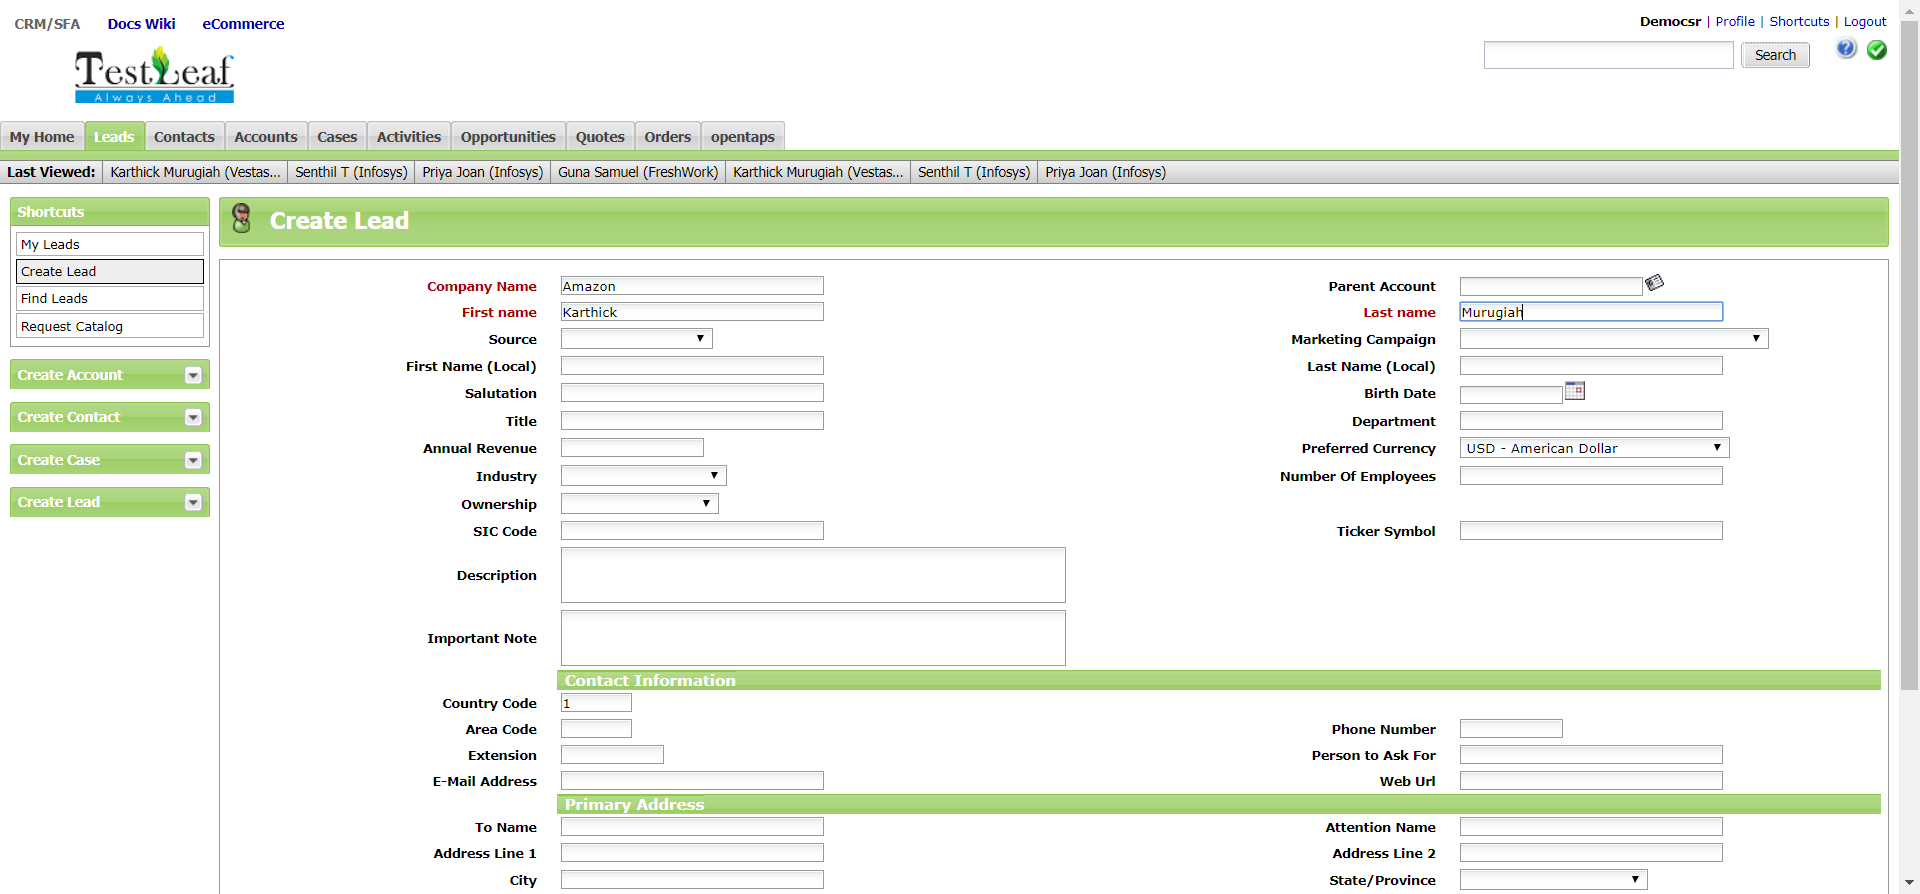 CRM/SFA Docs Wiki eCommerce
Democsr | Profile | Shortcuts | Logout
Search
TestLeaf
Always Ahead
My Home Leads Contacts Accounts Cases Activities Opportunities Quotes Orders opentaps
Last Viewed: Karthick Murugiah (Vestas... Senthil T (Infosys) Priya Joan (Infosys) Guna Samuel (FreshWork) Karthick Murugiah (Vestas... Senthil T (Infosys) Priya Joan (Infosys)
Shortcuts
My Leads
Create Lead
Find Leads
Request Catalog
Create Account
Create Contact
Create Case
Create Lead
Create Lead
Company Name Amazon Parent Account
First name Karthick Last name Murugiah
Source Marketing Campaign
First Name (Local) Last Name (Local)
Salutation Birth Date
Title Department
Annual Revenue Preferred Currency USD - American Dollar
Industry Number Of Employees
Ownership
SIC Code Ticker Symbol
Description
Important Note
Contact Information
Country Code 1
Area Code Phone Number
Extension Person to Ask For
E-Mail Address Web Url
Primary Address
To Name Attention Name
Address Line 1 Address Line 2
City State/Province